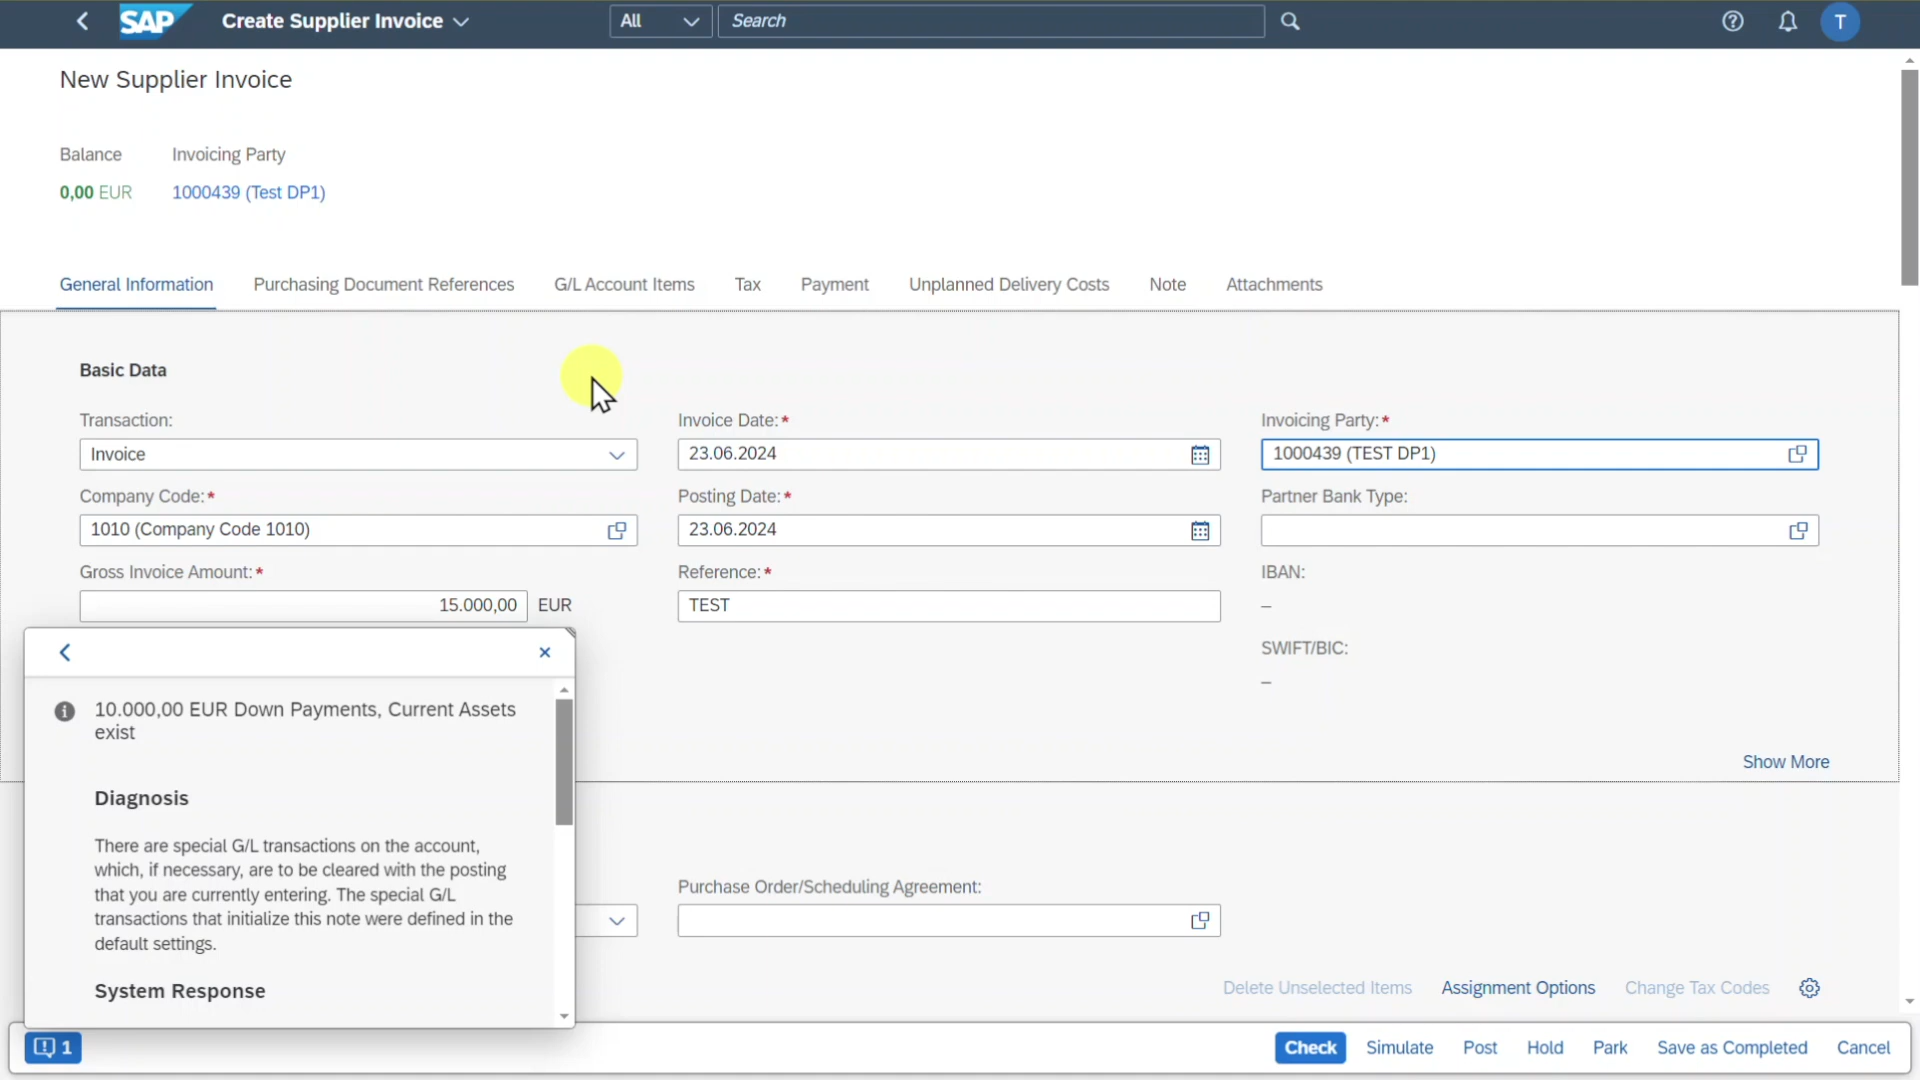 SAP Create Supplier Invoice All Search T
New Supplier Invoice
Balance Invoicing Party
0,00 EUR 1000439 (Test DP1)
General Information Purchasing Document References G/L Account Items Tax Payment Unplanned Delivery Costs Note Attachments
Basic Data
Transaction: Invoice Date:* Invoicing Party:*
Invoice 23.06.2024 1000439 (TEST DP1)
Company Code:* Posting Date:* Partner Bank Type:
1010 (Company Code 1010) 23.06.2024
Gross Invoice Amount:* Reference:* IBAN:
15.000,00 EUR TEST –
SWIFT/BIC:
–
Show More
10.000,00 EUR Down Payments, Current Assets
exist
Diagnosis
There are special G/L transactions on the account,
which, if necessary, are to be cleared with the posting
that you are currently entering. The special G/L
transactions that initialize this note were defined in the
default settings.
System Response
Purchase Order/Scheduling Agreement:
Delete Unselected Items Assignment Options Change Tax Codes
1 Check Simulate Post Hold Park Save as Completed Cancel